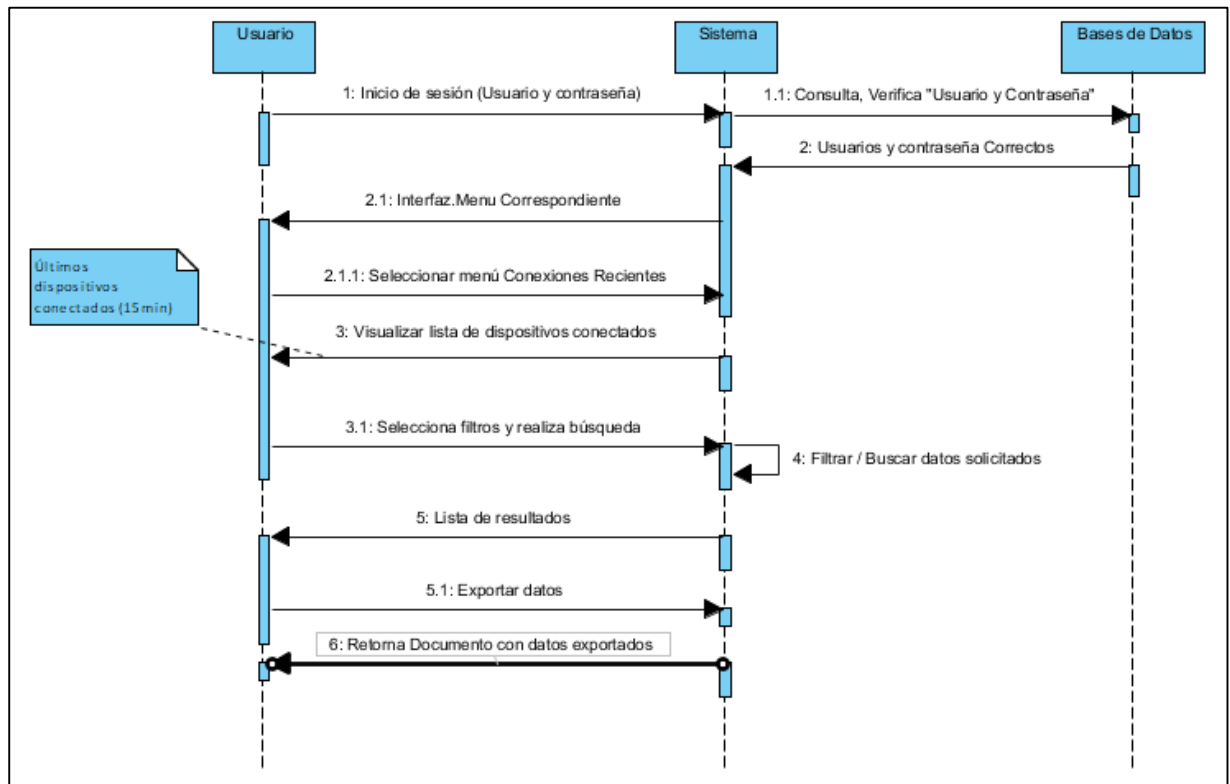 Usuario
Sistema
Bases de Datos
1: Inicio de sesión (Usuario y contraseña)
1.1: Consulta, Verifica "Usuario y Contraseña"
2: Usuarios y contraseña Correctos
2.1: Interfaz.Menu Correspondiente
Últimos
dispositivos
conectados (15min)
2.1.1: Seleccionar menú Conexiones Recientes
3: Visualizar lista de dispositivos conectados
3.1: Selecciona filtros y realiza búsqueda
4: Filtrar / Buscar datos solicitados
5: Lista de resultados
5.1: Exportar datos
6: Retorna Documento con datos exportados